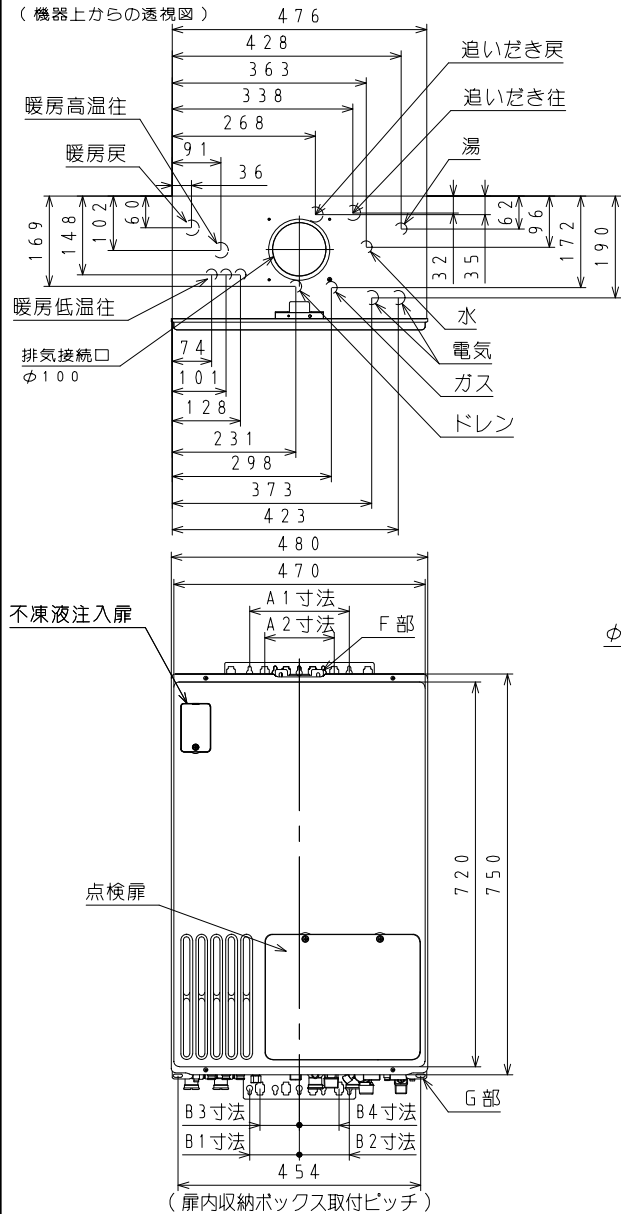 (機器上からの透視図)
476
428
追いだき戻
363
追いだき往
338
暖房高温往
268
湯
暖房戻
91
36
169
148
102
60
32
35
62
96
172
190
暖房低温往
水
排気接続口
φ100
電気
74
ガス
101
128
ドレン
231
298
373
423
480
470
A1寸法
不凍液注入扉
A2寸法
F部
φ
720
750
点検扉
G部
B3寸法
B4寸法
B1寸法
B2寸法
454
(扉内収納ボックス取付ピッチ)